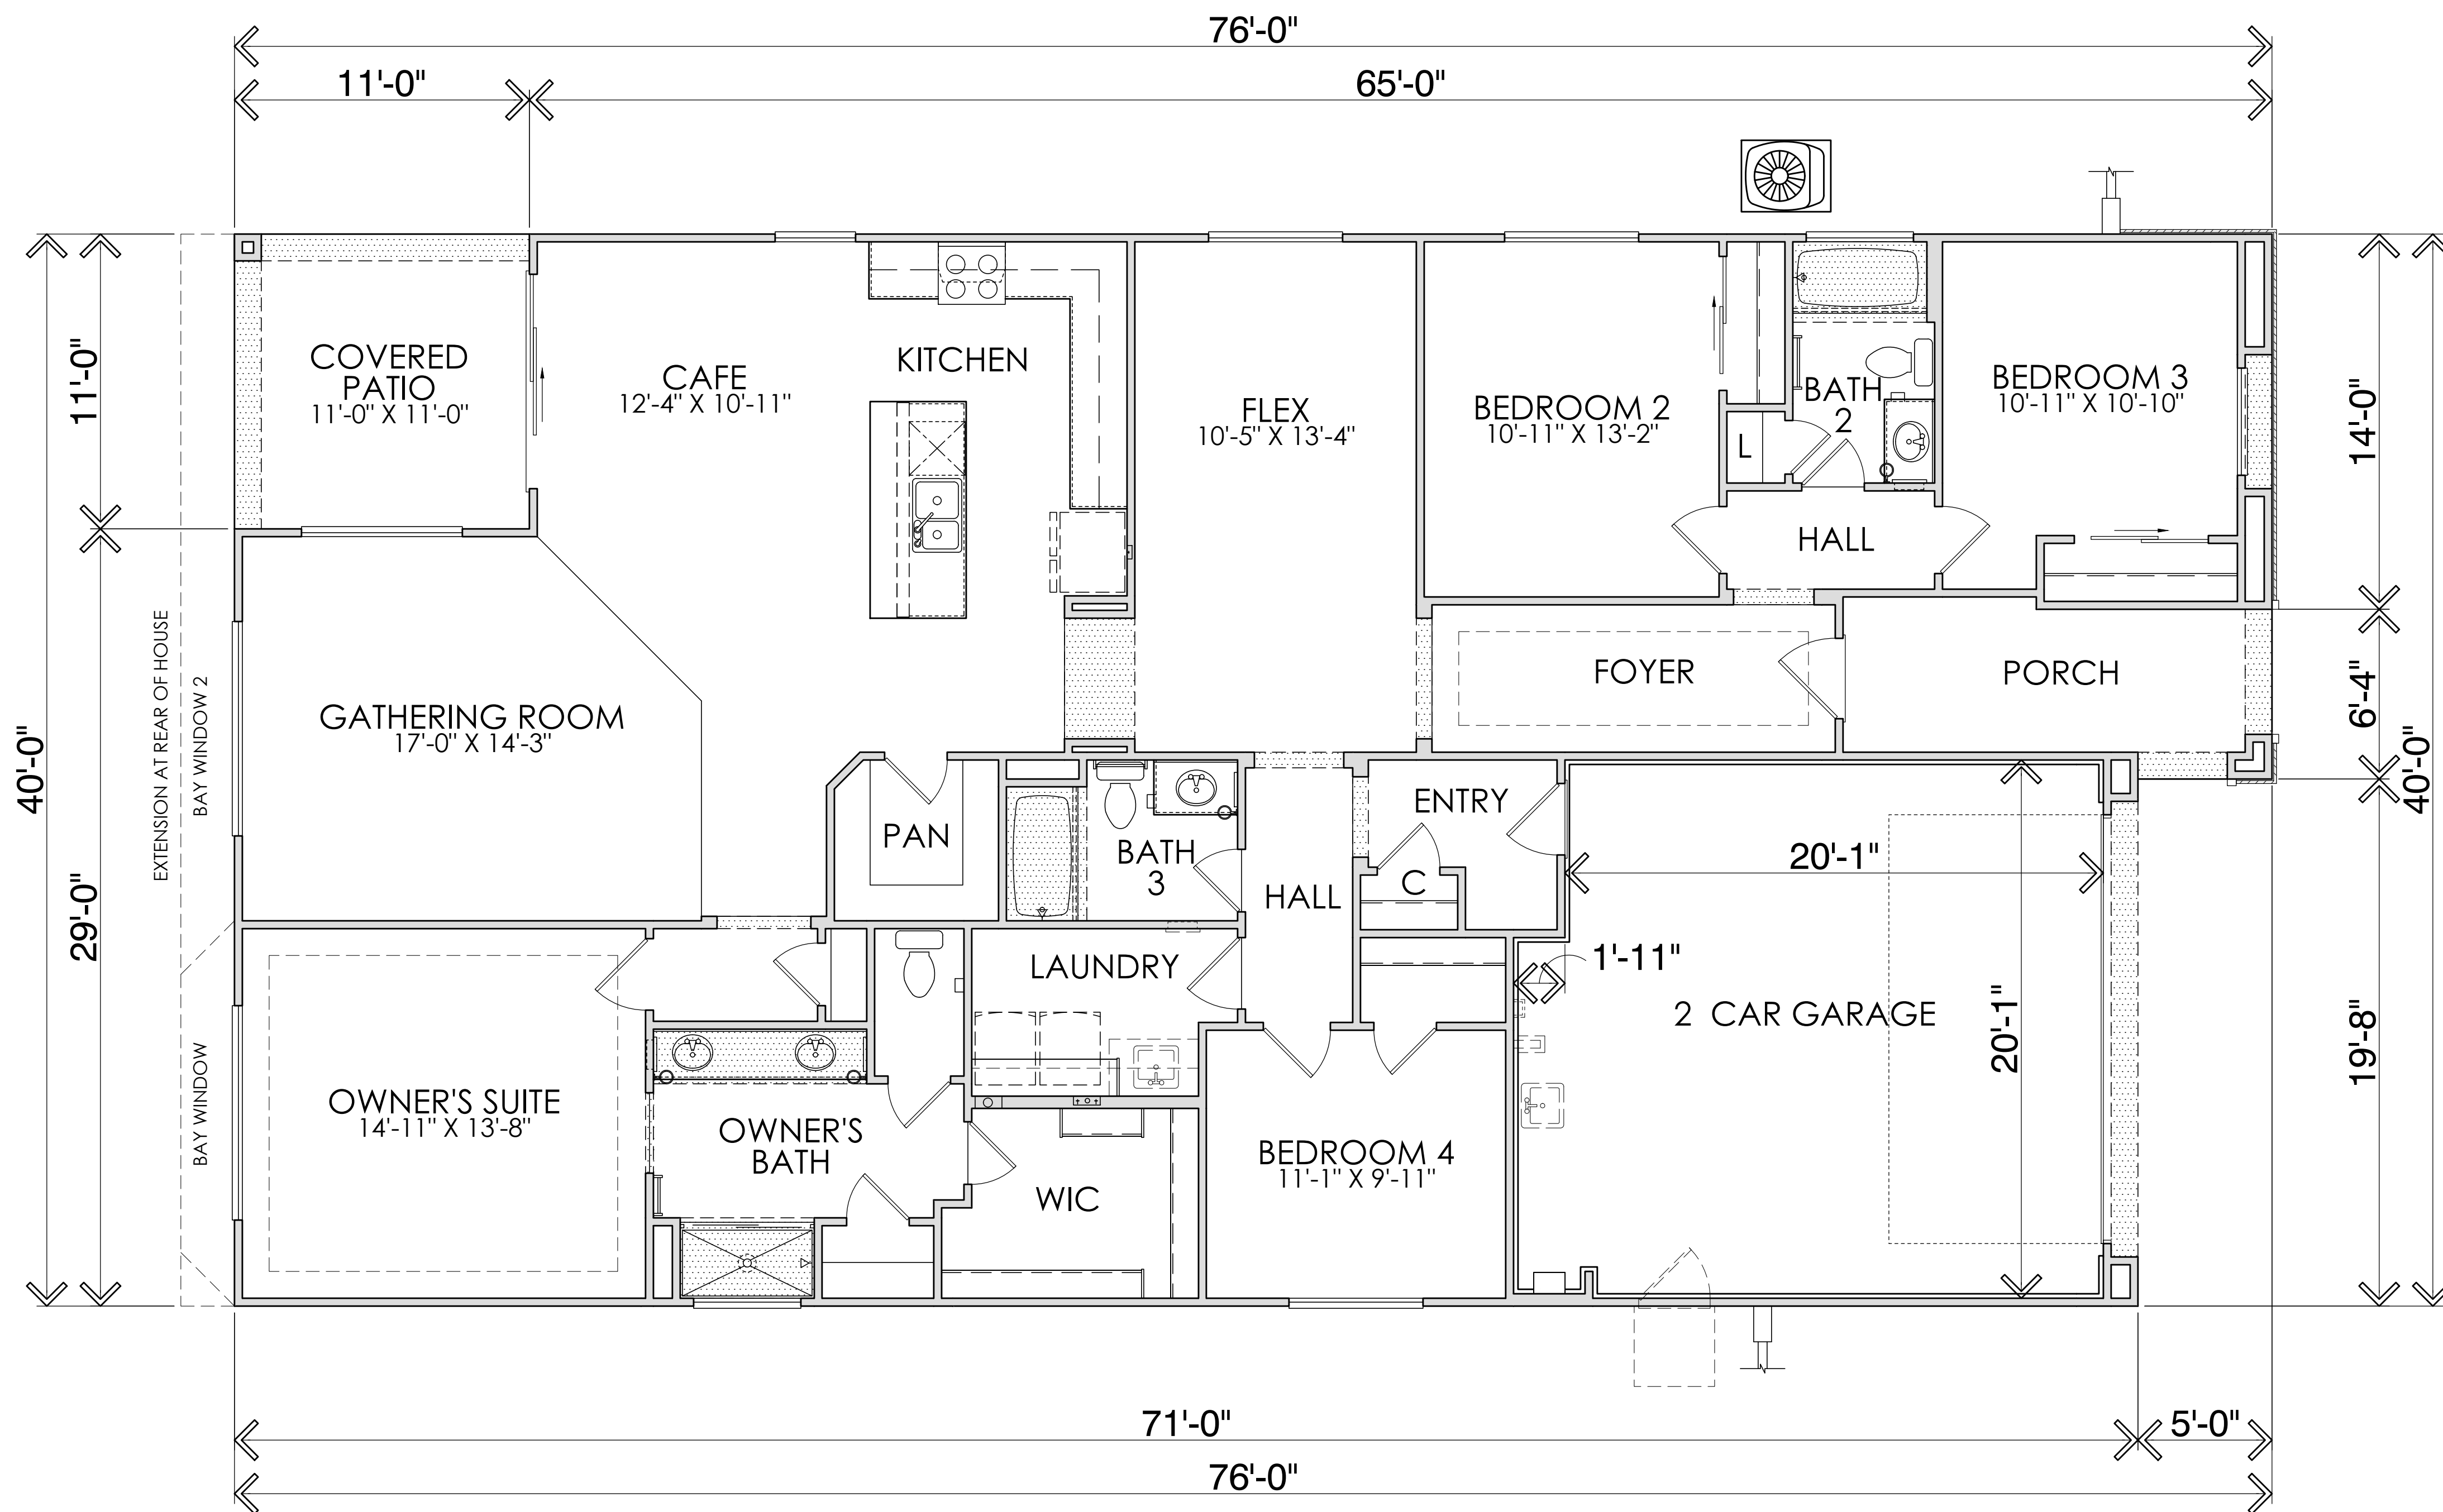 76'-0"
11'-0"
65'-0"
COVERED
PATIO
11'-0" X 11'-0"
CAFE
12'-4" X 10'-11"
KITCHEN
FLEX
10'-5" X 13'-4"
BEDROOM 2
10'-11" X 13'-2"
L
BATH
2
BEDROOM 3
10'-11" X 10'-10"
HALL
11'-0"
29'-0"
40'-0"
EXTENSION AT REAR OF HOUSE
BAY WINDOW 2
BAY WINDOW
GATHERING ROOM
17'-0" X 14'-3"
FOYER
PORCH
14'-0"
6'-4"
19'-8"
40'-0"
PAN
BATH
3
HALL
ENTRY
C
20'-1"
1'-11"
2 CAR GARAGE
20'-1"
LAUNDRY
OWNER'S SUITE
14'-11" X 13'-8"
OWNER'S
BATH
WIC
BEDROOM 4
11'-1" X 9'-11"
71'-0"
5'-0"
76'-0"